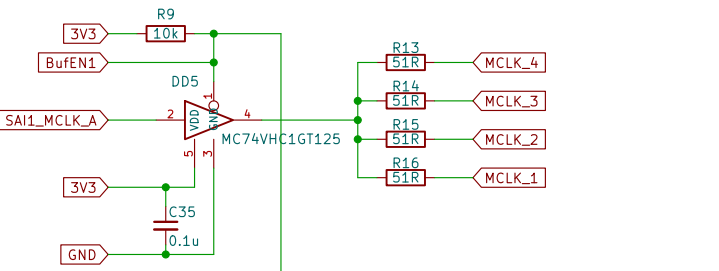 R9
3V3
10k
BufEN1
R13
51R
MCLK_4
DD5
1
R14
51R
MCLK_3
SAI1_MCLK_A
2
VDD
GND
4
MC74VHC1GT125
R15
51R
MCLK_2
5
3
R16
51R
MCLK_1
3V3
C35
0.1u
GND